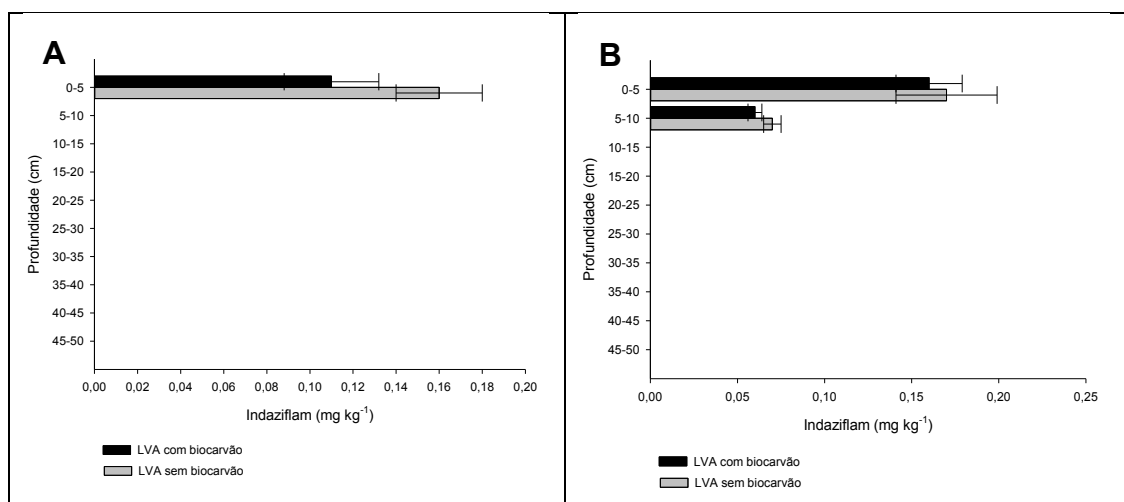 A
Profundidade (cm)
0-5
5-10
10-15
15-20
20-25
25-30
30-35
35-40
40-45
45-50
0,00 0,02 0,04 0,06 0,08 0,10 0,12 0,14 0,16 0,18 0,20
Indaziflam (mg kg⁻¹)
LVA com biocarvão
LVA sem biocarvão
B
Profundidade (cm)
0-5
5-10
10-15
15-20
20-25
25-30
30-35
35-40
40-45
45-50
0,00 0,05 0,10 0,15 0,20 0,25
Indaziflam (mg kg⁻¹)
LVA com biocarvão
LVA sem biocarvão